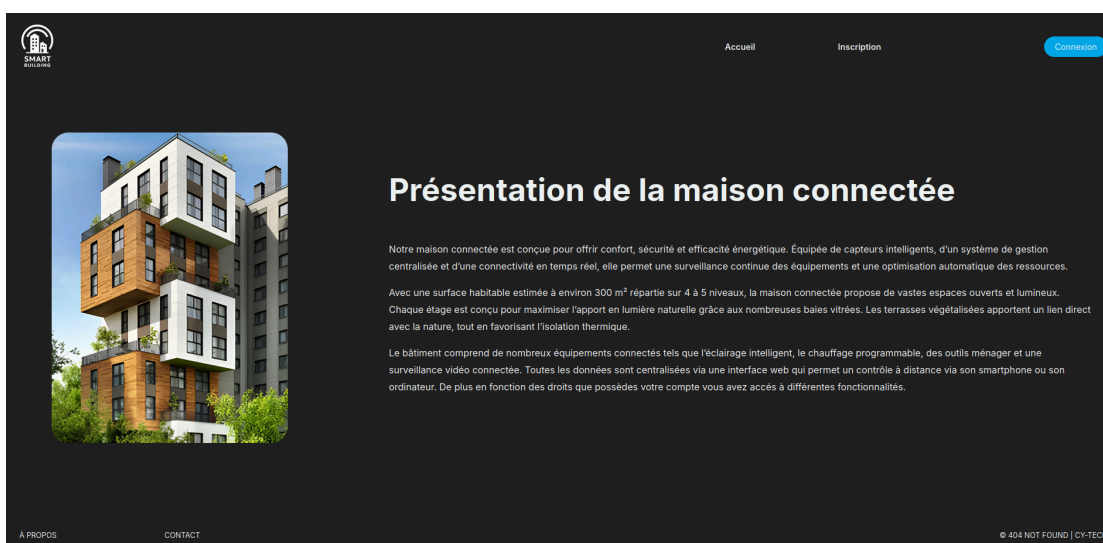 SMART
BUILDING
Accueil
Inscription
Connexion
Présentation de la maison connectée
Notre maison connectée est conçue pour offrir confort, sécurité et efficacité énergétique. Équipée de capteurs intelligents, d'un système de gestion
centralisée et d'une connectivité en temps réel, elle permet une surveillance continue des équipements et une optimisation automatique des ressources.
Avec une surface habitable estimée à environ 300 m² répartie sur 4 à 5 niveaux, la maison connectée propose de vastes espaces ouverts et lumineux.
Chaque étage est conçu pour maximiser l'apport en lumière naturelle grâce aux nombreuses baies vitrées. Les terrasses végétalisées apportent un lien direct
avec la nature, tout en favorisant l'isolation thermique.
Le bâtiment comprend de nombreux équipements connectés tels que l'éclairage intelligent, le chauffage programmable, des outils ménager et une
surveillance vidéo connectée. Toutes les données sont centralisées via une interface web qui permet un contrôle à distance via son smartphone ou son
ordinateur. De plus en fonction des droits que possèdes votre compte vous avez accés à différentes fonctionnalités.
À PROPOS
CONTACT
© 404 NOT FOUND | CY-TEC